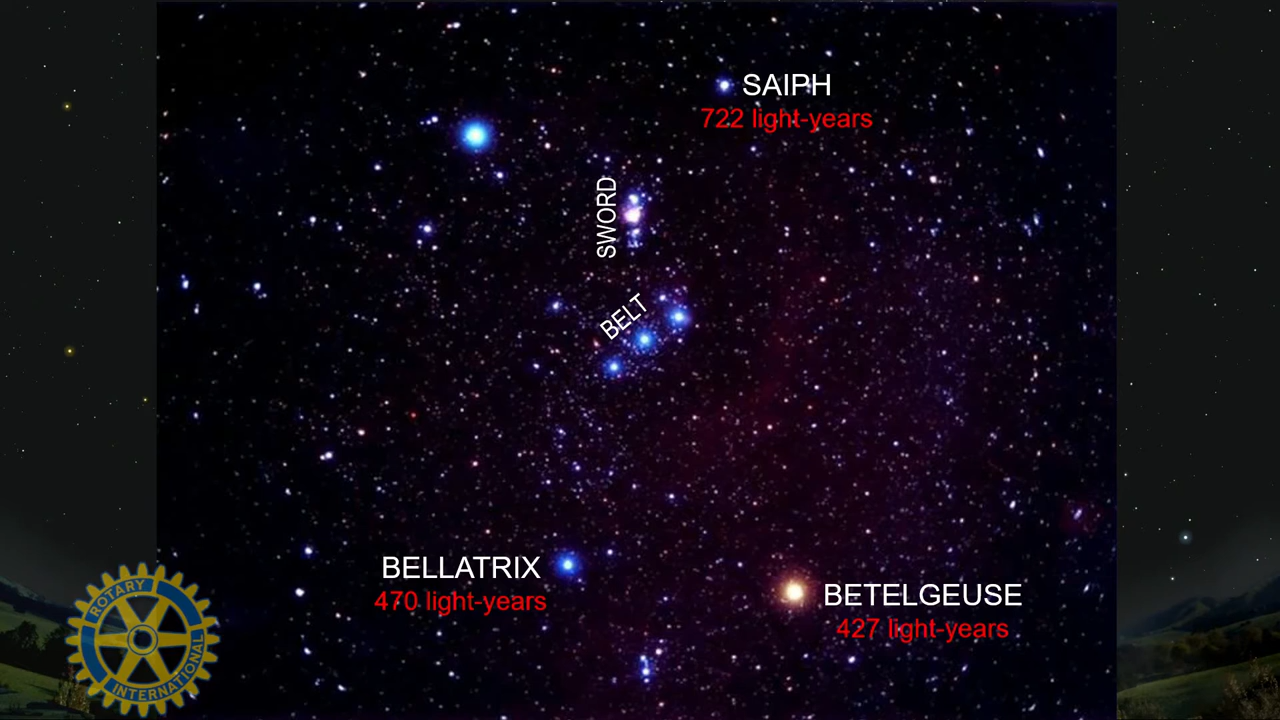 SAIPH
722 light-years
SWORD
BELT
BELLATRIX
470 light-years
BETELGEUSE
427 light-years
ROTARY
INTERNATIONAL